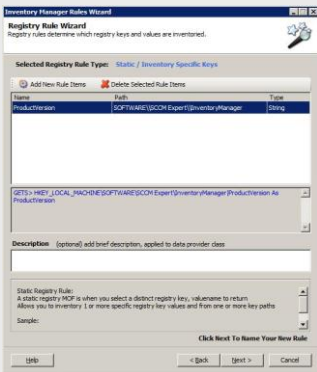 Inventory Manager Rules Wizard
Registry Rule Wizard
Registry rules determine which registry keys and values are inventoried.
Selected Registry Rule Type: Static / Inventory Specific Keys
Add New Rule Items Delete Selected Rule Items
Name Path Type
ProductVersion SOFTWARE\\SCCM Expert\\InventoryManager String
GETS> HKEY_LOCAL_MACHINE\SOFTWARE\SCCM Expert\InventoryManager|ProductVersion As
ProductVersion
Description (optional) add brief description, applied to data provider class
Static Registry Rule:
A static registry MOF is when you select a distinct registry key, valuename to return
Allows you to inventory 1 or more specific registry key values and from one or more key paths
Sample:
Click Next To Name Your New Rule
Help < Back Next > Cancel